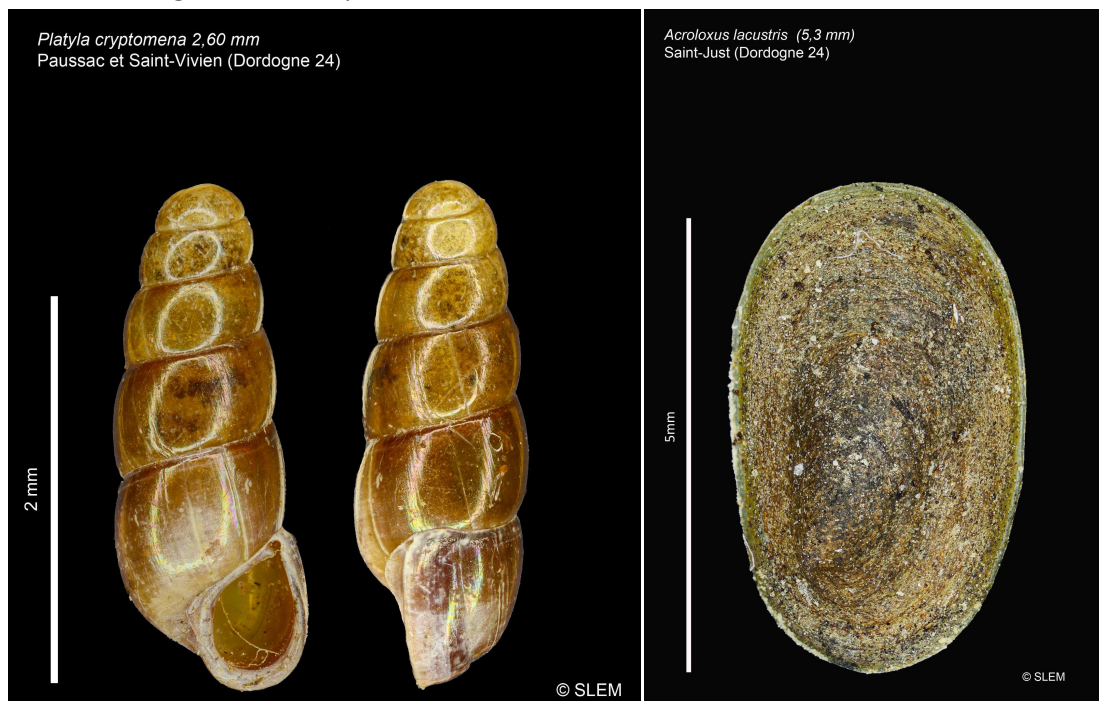 Platyla cryptomena 2,60 mm
Paussac et Saint-Vivien (Dordogne 24)
2 mm
© SLEM
Acroloxus lacustris (5,3 mm)
Saint-Just (Dordogne 24)
5mm
© SLEM